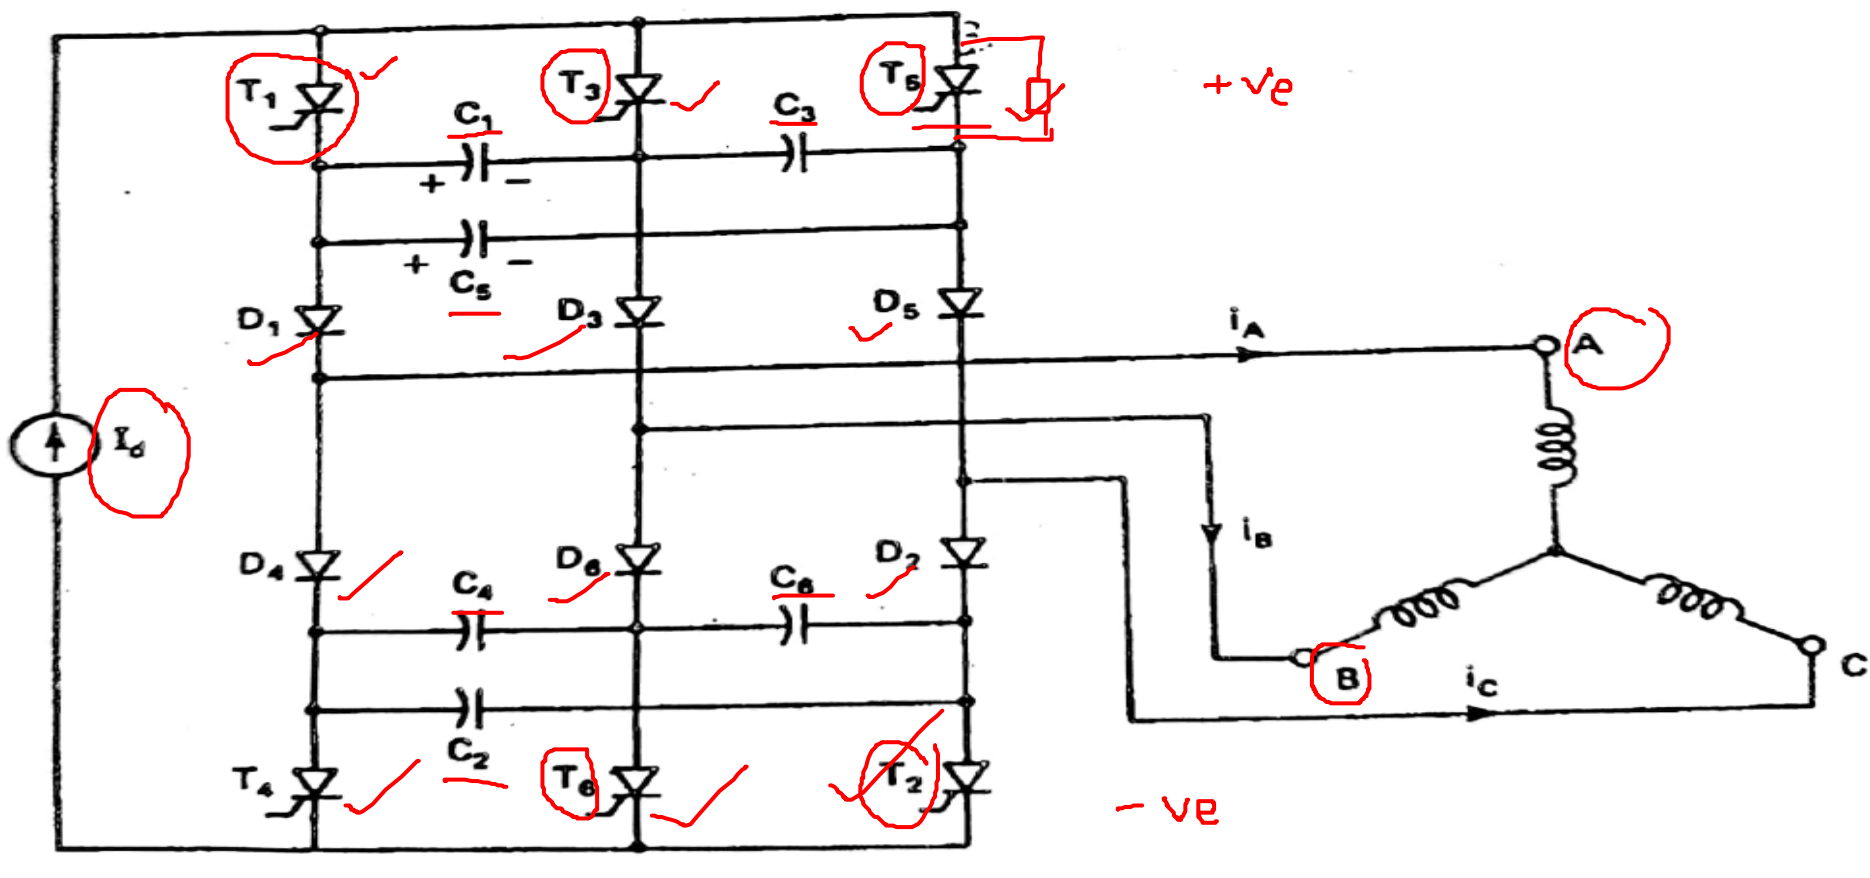 T1
T3
T5
+ve
C1
C3
+ -
+ -
C5
D1
D3
D5
iA
A
Id
iB
D4
D6
D2
C4
C6
B
iC
C
C2
T4
T6
T2
- ve